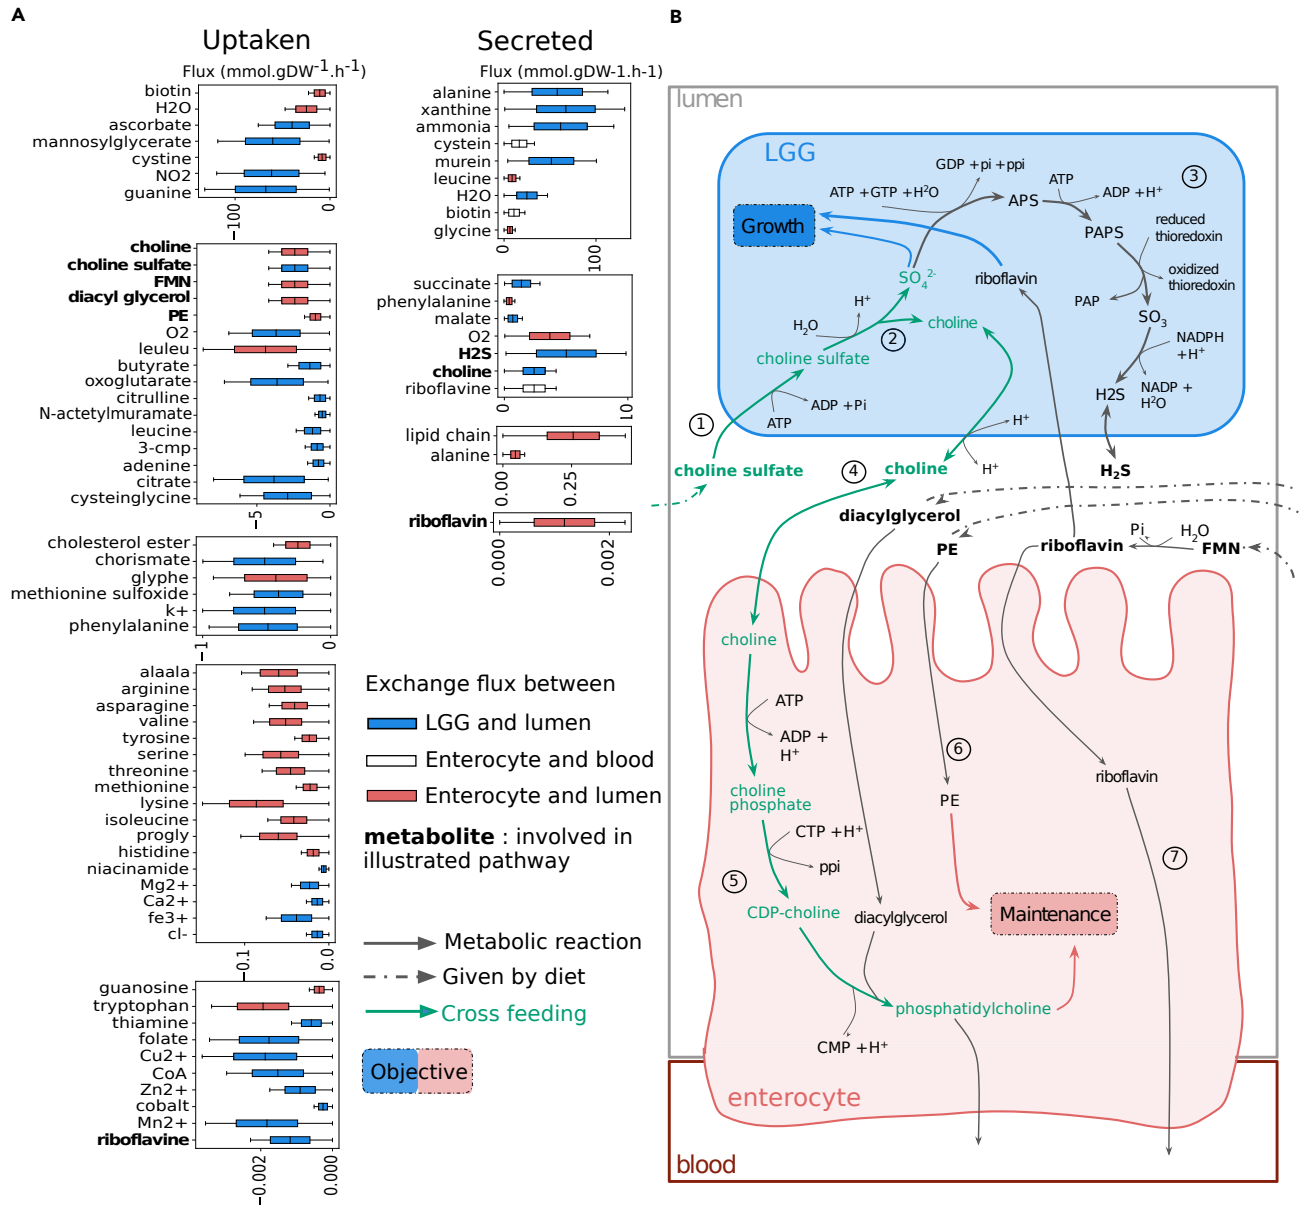 A
Uptaken
Flux (mmol.gDW-1.h-1)
biotin
H2O
ascorbate
mannosylglycerate
cystine
NO2
guanine
-100
0
choline
choline sulfate
FMN
diacyl glycerol
PE
O2
leuleu
butyrate
oxoglutarate
citrulline
N-actetylmuramate
leucine
3-cmp
adenine
citrate
cysteinglycine
-5
0
cholesterol ester
chorismate
glyphe
methionine sulfoxide
k+
phenylalanine
-1
0
alaala
arginine
asparagine
valine
tyrosine
serine
threonine
methionine
lysine
isoleucine
progly
histidine
niacinamide
Mg2+
Ca2+
fe3+
cl-
-0.1
0.0
guanosine
tryptophan
thiamine
folate
Cu2+
CoA
Zn2+
cobalt
Mn2+
riboflavine
-0.002
0.000
Secreted
Flux (mmol.gDW-1.h-1)
alanine
xanthine
ammonia
cystein
murein
leucine
H2O
biotin
glycine
0
100
succinate
phenylalanine
malate
O2
H2S
choline
riboflavine
0
10
lipid chain
alanine
0.00
0.25
riboflavin
0.000
0.002
Exchange flux between
LGG and lumen
Enterocyte and blood
Enterocyte and lumen
metabolite : involved in
illustrated pathway
Metabolic reaction
Given by diet
Cross feeding
Objective
B
lumen
LGG
GDP +pi +ppi
ATP +GTP +H2O
APS
ATP
ADP +H+
3
Growth
PAPS
reduced
thioredoxin
SO4 2-
riboflavin
oxidized
thioredoxin
PAP
H+
H2O
choline
2
SO3
choline sulfate
NADPH
+H+
H2S
NADP +
H2O
ADP +Pi
ATP
1
H+
choline sulfate
4
choline
H+
H2S
diacylglycerol
PE
riboflavin
Pi
H2O
FMN
choline
ATP
ADP +
H+
6
PE
riboflavin
choline
phosphate
CTP +H+
ppi
7
5
CDP-choline
diacylglycerol
Maintenance
phosphatidylcholine
CMP +H+
enterocyte
blood